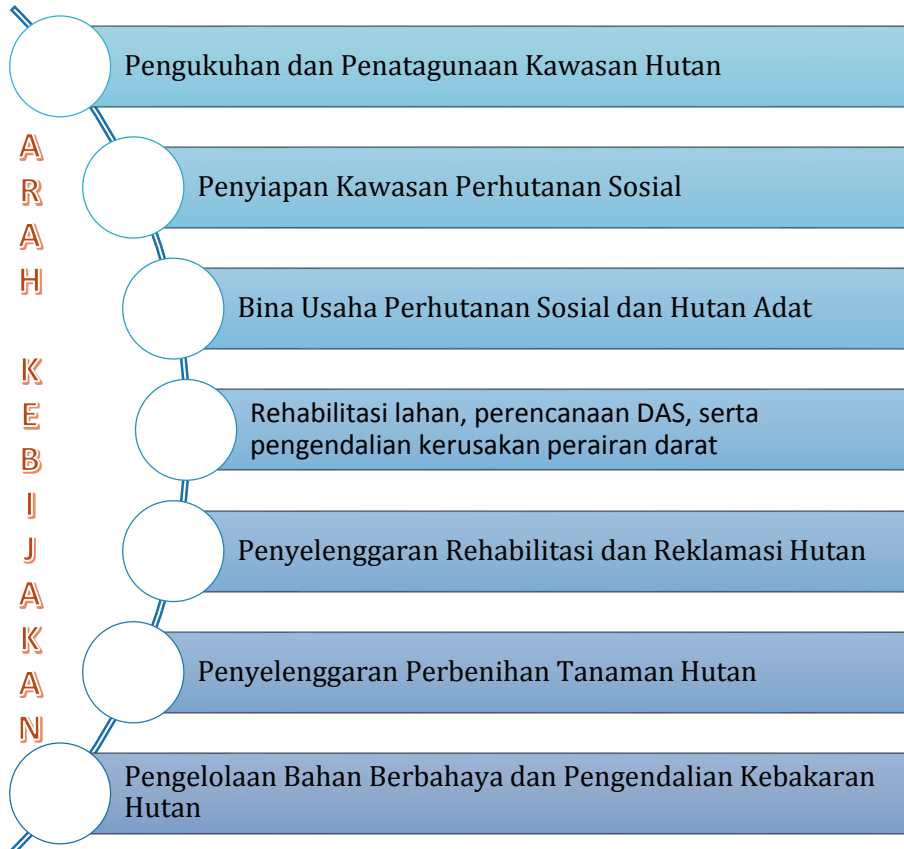 ARAH KEBIJAKAN
Pengukuhan dan Penatagunaan Kawasan Hutan
Penyiapan Kawasan Perhutanan Sosial
Bina Usaha Perhutanan Sosial dan Hutan Adat
Rehabilitasi lahan, perencanaan DAS, serta
pengendalian kerusakan perairan darat
Penyelenggaran Rehabilitasi dan Reklamasi Hutan
Penyelenggaran Perbenihan Tanaman Hutan
Pengelolaan Bahan Berbahaya dan Pengendalian Kebakaran
Hutan